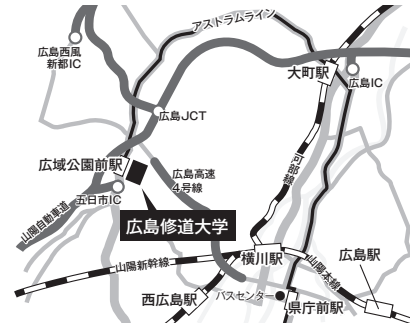 アストラムライン
広島西風
新都IC
大町駅
広島IC
広島JCT
広域公園前駅
広島高速
4号線
可部線
五日市IC
山陽自動車道
広島修道大学
横川駅
山陽新幹線
山陽本線
広島駅
西広島駅
バスセンター
県庁前駅